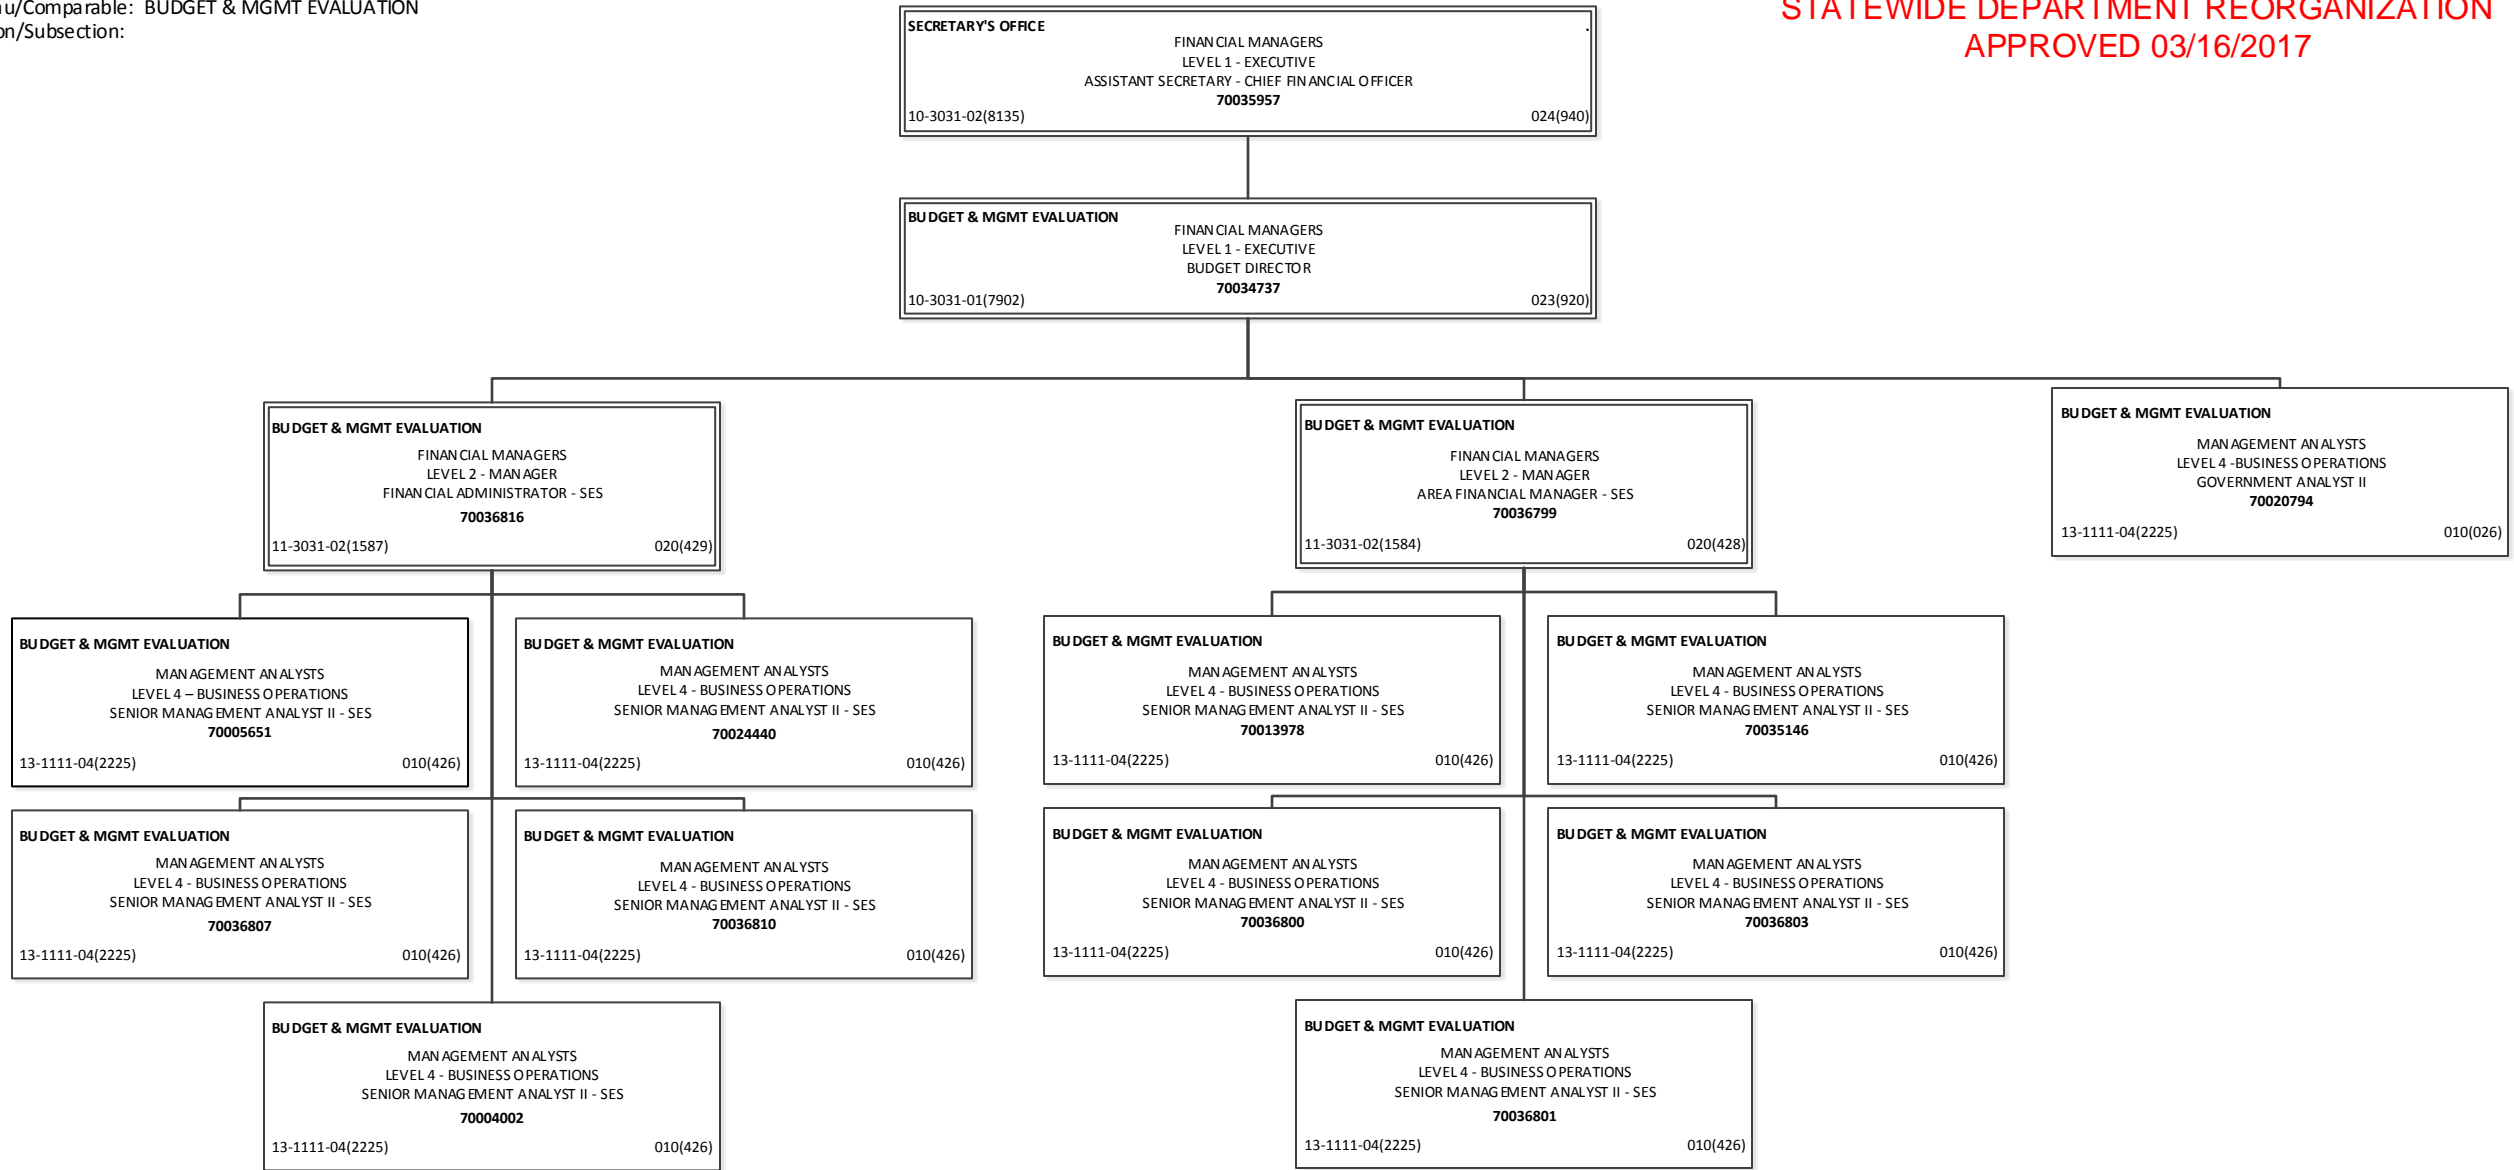 BUDGET & MGMT EVALUATION
STATEWIDE DEPARTMENT REORGANIZATION
APPROVED 03/16/2017
SECRETARY'S OFFICE .
FINANCIAL MANAGERS
LEVEL 1 - EXECUTIVE
ASSISTANT SECRETARY - CHIEF FINANCIAL OFFICER
70035957
10-3031-02(8135) 024(940)
BUDGET & MGMT EVALUATION
FINANCIAL MANAGERS
LEVEL 1 - EXECUTIVE
BUDGET DIRECTOR
70034737
10-3031-01(7902) 023(920)
BUDGET & MGMT EVALUATION
FINANCIAL MANAGERS
LEVEL 2 - MANAGER
FINANCIAL ADMINISTRATOR - SES
70036816
11-3031-02(1587) 020(429)
BUDGET & MGMT EVALUATION
FINANCIAL MANAGERS
LEVEL 2 - MANAGER
AREA FINANCIAL MANAGER - SES
70036799
11-3031-02(1584) 020(428)
BUDGET & MGMT EVALUATION
MANAGEMENT ANALYSTS
LEVEL 4 -BUSINESS OPERATIONS
GOVERNMENT ANALYST II
70020794
13-1111-04(2225) 010(026)
BUDGET & MGMT EVALUATION
MANAGEMENT ANALYSTS
LEVEL 4 – BUSINESS OPERATIONS
SENIOR MANAGEMENT ANALYST II - SES
70005651
13-1111-04(2225) 010(426)
BUDGET & MGMT EVALUATION
MANAGEMENT ANALYSTS
LEVEL 4 - BUSINESS OPERATIONS
SENIOR MANAGEMENT ANALYST II - SES
70024440
13-1111-04(2225) 010(426)
BUDGET & MGMT EVALUATION
MANAGEMENT ANALYSTS
LEVEL 4 - BUSINESS OPERATIONS
SENIOR MANAGEMENT ANALYST II - SES
70013978
13-1111-04(2225) 010(426)
BUDGET & MGMT EVALUATION
MANAGEMENT ANALYSTS
LEVEL 4 - BUSINESS OPERATIONS
SENIOR MANAGEMENT ANALYST II - SES
70035146
13-1111-04(2225) 010(426)
BUDGET & MGMT EVALUATION
MANAGEMENT ANALYSTS
LEVEL 4 - BUSINESS OPERATIONS
SENIOR MANAGEMENT ANALYST II - SES
70036807
13-1111-04(2225) 010(426)
BUDGET & MGMT EVALUATION
MANAGEMENT ANALYSTS
LEVEL 4 - BUSINESS OPERATIONS
SENIOR MANAGEMENT ANALYST II - SES
70036810
13-1111-04(2225) 010(426)
BUDGET & MGMT EVALUATION
MANAGEMENT ANALYSTS
LEVEL 4 - BUSINESS OPERATIONS
SENIOR MANAGEMENT ANALYST II - SES
70036800
13-1111-04(2225) 010(426)
BUDGET & MGMT EVALUATION
MANAGEMENT ANALYSTS
LEVEL 4 - BUSINESS OPERATIONS
SENIOR MANAGEMENT ANALYST II - SES
70036803
13-1111-04(2225) 010(426)
BUDGET & MGMT EVALUATION
MANAGEMENT ANALYSTS
LEVEL 4 - BUSINESS OPERATIONS
SENIOR MANAGEMENT ANALYST II - SES
70004002
13-1111-04(2225) 010(426)
BUDGET & MGMT EVALUATION
MANAGEMENT ANALYSTS
LEVEL 4 - BUSINESS OPERATIONS
SENIOR MANAGEMENT ANALYST II - SES
70036801
13-1111-04(2225) 010(426)